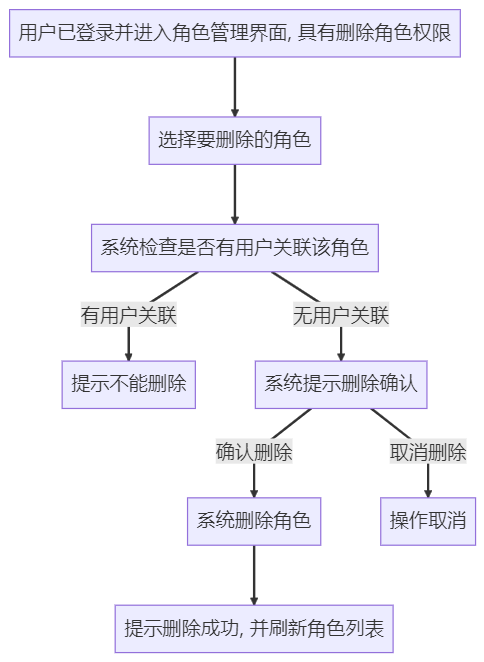 用户已登录并进入角色管理界面, 具有删除角色权限
选择要删除的角色
系统检查是否有用户关联该角色
有用户关联
无用户关联
提示不能删除
系统提示删除确认
确认删除
取消删除
系统删除角色
操作取消
提示删除成功, 并刷新角色列表